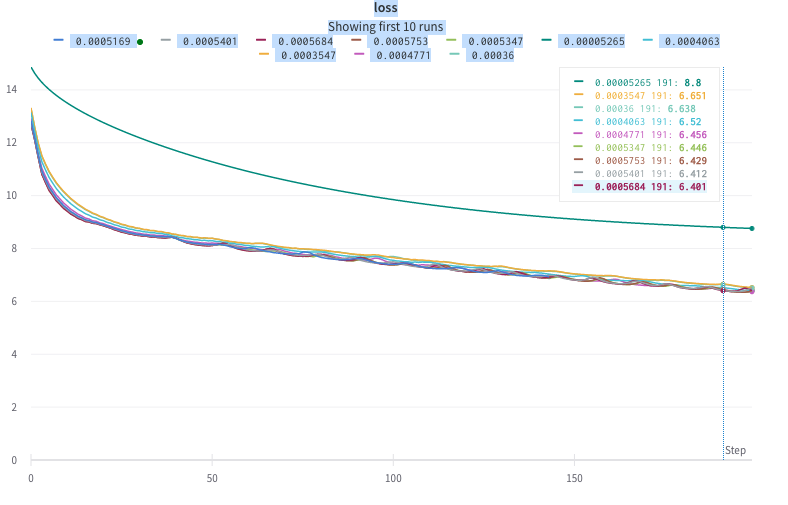 loss
Showing first 10 runs
0.0005169 0.0005401 0.0005684 0.0005753 0.0005347 0.00005265 0.0004063
0.0003547 0.0004771 0.00036
14
12
10
8
6
4
2
0
0.00005265 191: 8.8
0.0003547 191: 6.651
0.00036 191: 6.638
0.0004063 191: 6.52
0.0004771 191: 6.456
0.0005347 191: 6.446
0.0005753 191: 6.429
0.0005401 191: 6.412
0.0005684 191: 6.401
Step
0 50 100 150